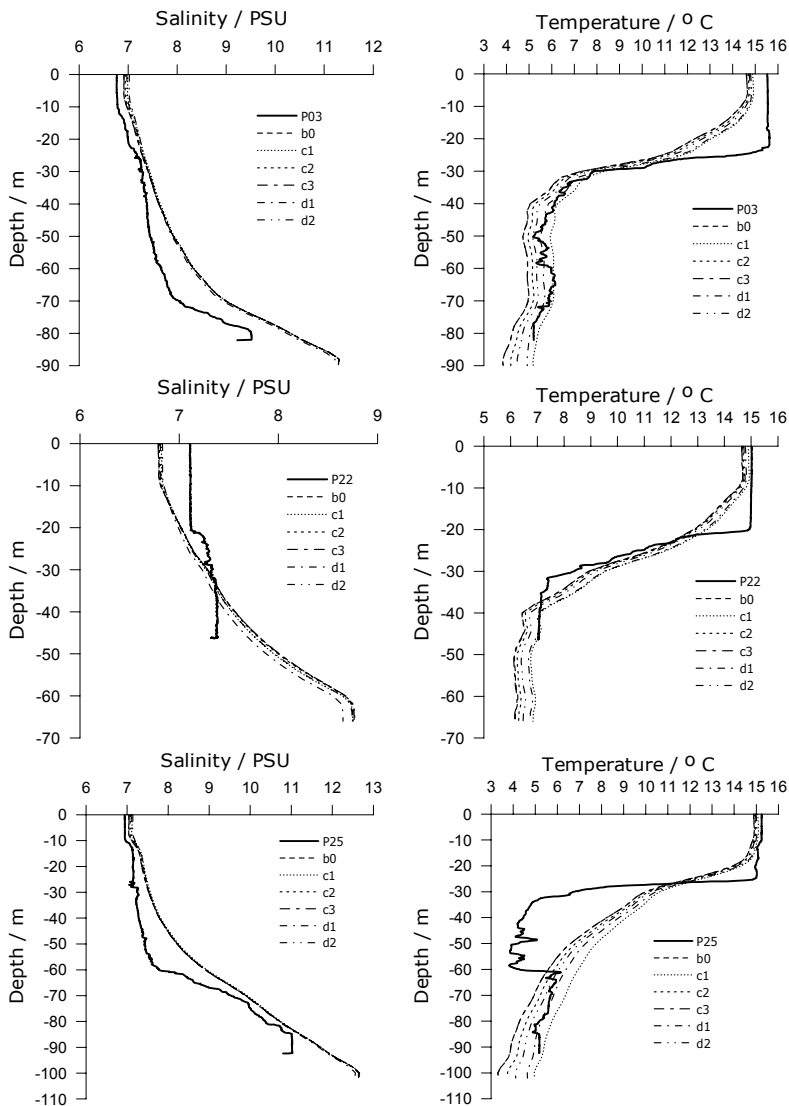 Salinity / PSU
6 7 8 9 10 11 12
0
-10
-20
-30
-40
-50
-60
-70
-80
-90
Depth / m
P03
b0
c1
c2
c3
d1
d2
Temperature / º C
3 4 5 6 7 8 9 10 11 12 13 14 15 16
0
-10
-20
-30
-40
-50
-60
-70
-80
-90
Depth / m
P03
b0
c1
c2
c3
d1
d2
Salinity / PSU
6 7 8 9
0
-10
-20
-30
-40
-50
-60
-70
Depth / m
P22
b0
c1
c2
c3
d1
d2
Temperature / º C
5 6 7 8 9 10 11 12 13 14 15 16
0
-10
-20
-30
-40
-50
-60
-70
Depth / m
P22
b0
c1
c2
c3
d1
d2
Salinity / PSU
6 7 8 9 10 11 12 13
0
-10
-20
-30
-40
-50
-60
-70
-80
-90
-100
-110
Depth / m
P25
b0
c1
c2
c3
d1
d2
Temperature / º C
3 4 5 6 7 8 9 10 11 12 13 14 15 16
0
-10
-20
-30
-40
-50
-60
-70
-80
-90
-100
-110
Depth / m
P25
b0
c1
c2
c3
d1
d2